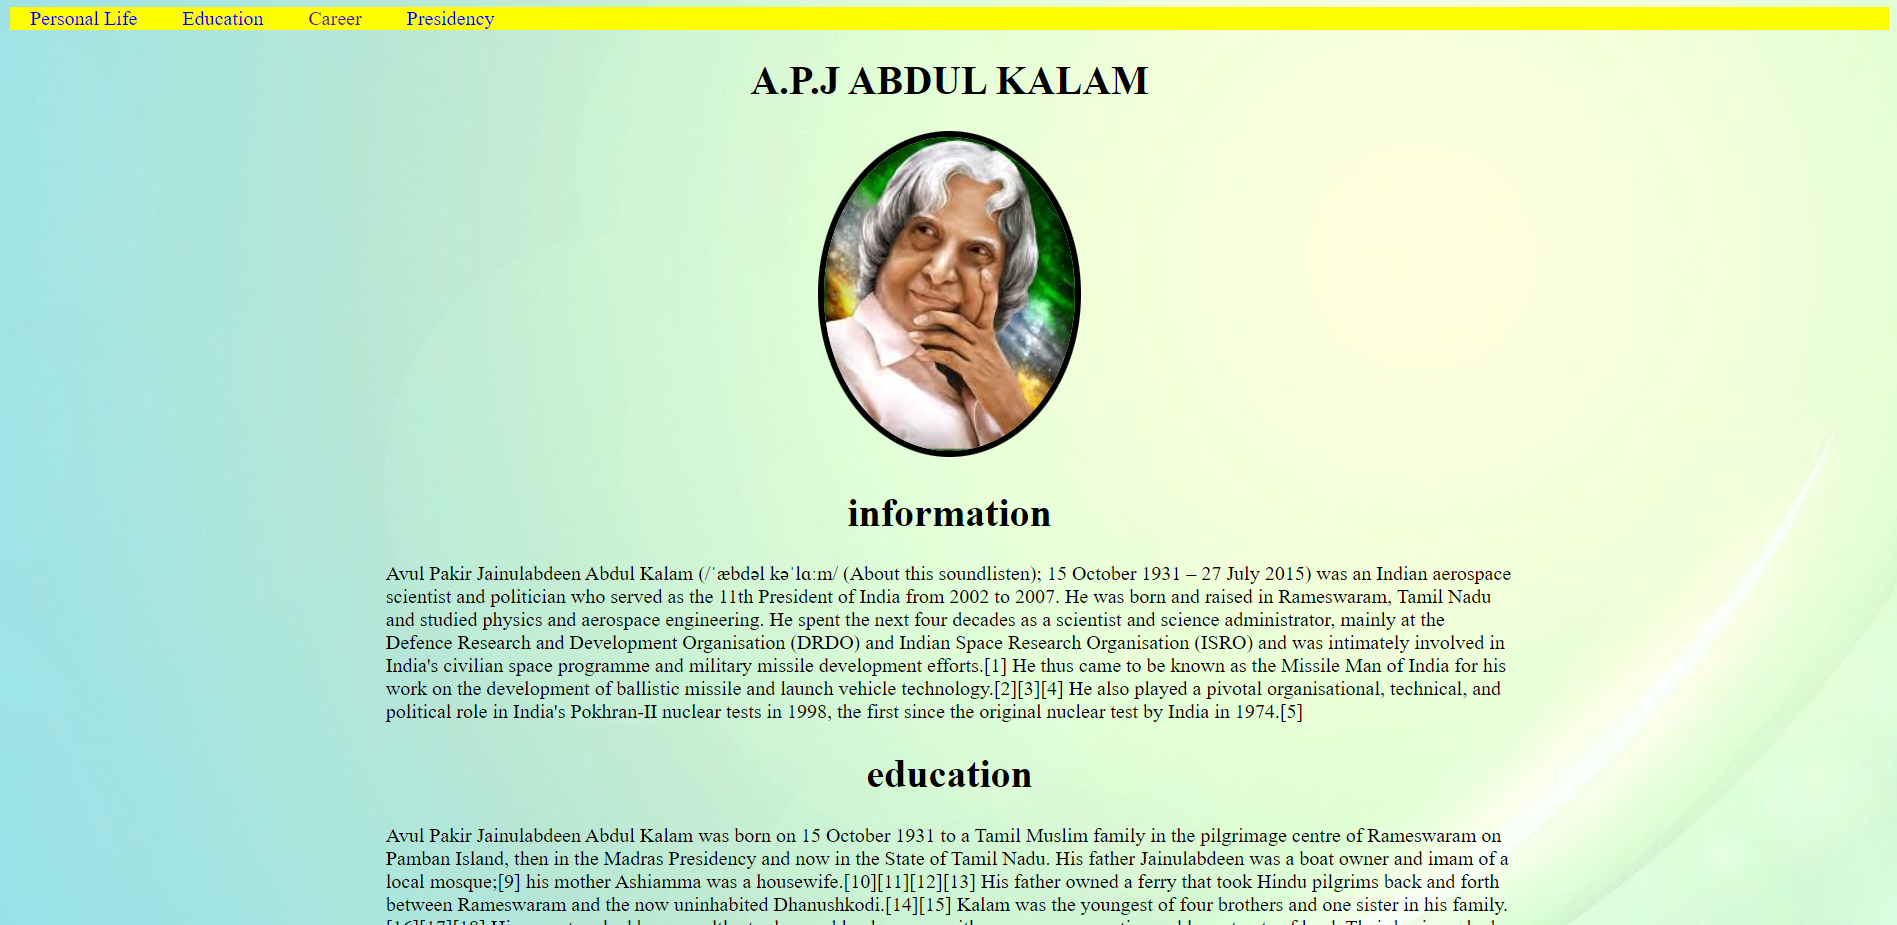 Personal Life Education Career Presidency
A.P.J ABDUL KALAM
information
Avul Pakir Jainulabdeen Abdul Kalam (/ˈæbdəl kəˈlɑːm/ (About this soundlisten); 15 October 1931 – 27 July 2015) was an Indian aerospace
scientist and politician who served as the 11th President of India from 2002 to 2007. He was born and raised in Rameswaram, Tamil Nadu
and studied physics and aerospace engineering. He spent the next four decades as a scientist and science administrator, mainly at the
Defence Research and Development Organisation (DRDO) and Indian Space Research Organisation (ISRO) and was intimately involved in
India's civilian space programme and military missile development efforts.[1] He thus came to be known as the Missile Man of India for his
work on the development of ballistic missile and launch vehicle technology.[2][3][4] He also played a pivotal organisational, technical, and
political role in India's Pokhran-II nuclear tests in 1998, the first since the original nuclear test by India in 1974.[5]
education
Avul Pakir Jainulabdeen Abdul Kalam was born on 15 October 1931 to a Tamil Muslim family in the pilgrimage centre of Rameswaram on
Pamban Island, then in the Madras Presidency and now in the State of Tamil Nadu. His father Jainulabdeen was a boat owner and imam of a
local mosque;[9] his mother Ashiamma was a housewife.[10][11][12][13] His father owned a ferry that took Hindu pilgrims back and forth
between Rameswaram and the now uninhabited Dhanushkodi.[14][15] Kalam was the youngest of four brothers and one sister in his family.